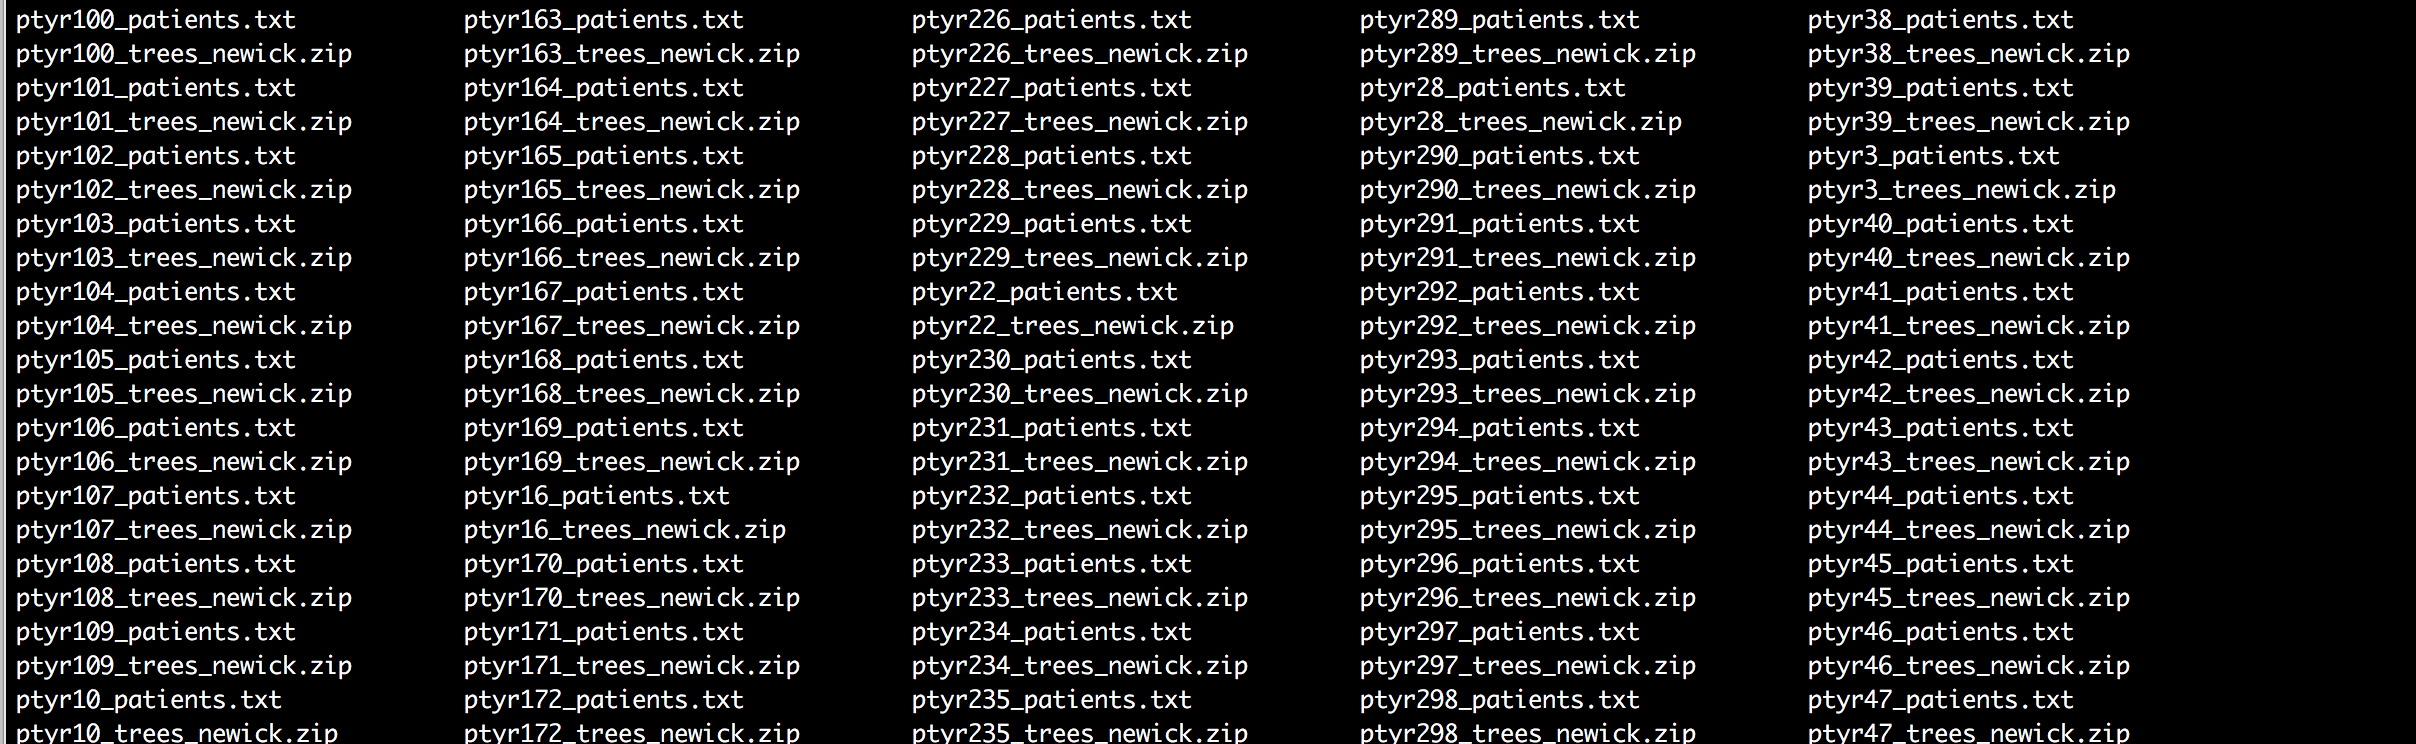 ptyr100_patients.txt ptyr163_patients.txt ptyr226_patients.txt ptyr289_patients.txt ptyr38_patients.txt
ptyr100_trees_newick.zip ptyr163_trees_newick.zip ptyr226_trees_newick.zip ptyr289_trees_newick.zip ptyr38_trees_newick.zip
ptyr101_patients.txt ptyr164_patients.txt ptyr227_patients.txt ptyr28_patients.txt ptyr39_patients.txt
ptyr101_trees_newick.zip ptyr164_trees_newick.zip ptyr227_trees_newick.zip ptyr28_trees_newick.zip ptyr39_trees_newick.zip
ptyr102_patients.txt ptyr165_patients.txt ptyr228_patients.txt ptyr290_patients.txt ptyr3_patients.txt
ptyr102_trees_newick.zip ptyr165_trees_newick.zip ptyr228_trees_newick.zip ptyr290_trees_newick.zip ptyr3_trees_newick.zip
ptyr103_patients.txt ptyr166_patients.txt ptyr229_patients.txt ptyr291_patients.txt ptyr40_patients.txt
ptyr103_trees_newick.zip ptyr166_trees_newick.zip ptyr229_trees_newick.zip ptyr291_trees_newick.zip ptyr40_trees_newick.zip
ptyr104_patients.txt ptyr167_patients.txt ptyr22_patients.txt ptyr292_patients.txt ptyr41_patients.txt
ptyr104_trees_newick.zip ptyr167_trees_newick.zip ptyr22_trees_newick.zip ptyr292_trees_newick.zip ptyr41_trees_newick.zip
ptyr105_patients.txt ptyr168_patients.txt ptyr230_patients.txt ptyr293_patients.txt ptyr42_patients.txt
ptyr105_trees_newick.zip ptyr168_trees_newick.zip ptyr230_trees_newick.zip ptyr293_trees_newick.zip ptyr42_trees_newick.zip
ptyr106_patients.txt ptyr169_patients.txt ptyr231_patients.txt ptyr294_patients.txt ptyr43_patients.txt
ptyr106_trees_newick.zip ptyr169_trees_newick.zip ptyr231_trees_newick.zip ptyr294_trees_newick.zip ptyr43_trees_newick.zip
ptyr107_patients.txt ptyr16_patients.txt ptyr232_patients.txt ptyr295_patients.txt ptyr44_patients.txt
ptyr107_trees_newick.zip ptyr16_trees_newick.zip ptyr232_trees_newick.zip ptyr295_trees_newick.zip ptyr44_trees_newick.zip
ptyr108_patients.txt ptyr170_patients.txt ptyr233_patients.txt ptyr296_patients.txt ptyr45_patients.txt
ptyr108_trees_newick.zip ptyr170_trees_newick.zip ptyr233_trees_newick.zip ptyr296_trees_newick.zip ptyr45_trees_newick.zip
ptyr109_patients.txt ptyr171_patients.txt ptyr234_patients.txt ptyr297_patients.txt ptyr46_patients.txt
ptyr109_trees_newick.zip ptyr171_trees_newick.zip ptyr234_trees_newick.zip ptyr297_trees_newick.zip ptyr46_trees_newick.zip
ptyr10_patients.txt ptyr172_patients.txt ptyr235_patients.txt ptyr298_patients.txt ptyr47_patients.txt
ptyr10_trees_newick.zip ptyr172_trees_newick.zip ptyr235_trees_newick.zip ptyr298_trees_newick.zip ptyr47_trees_newick.zip